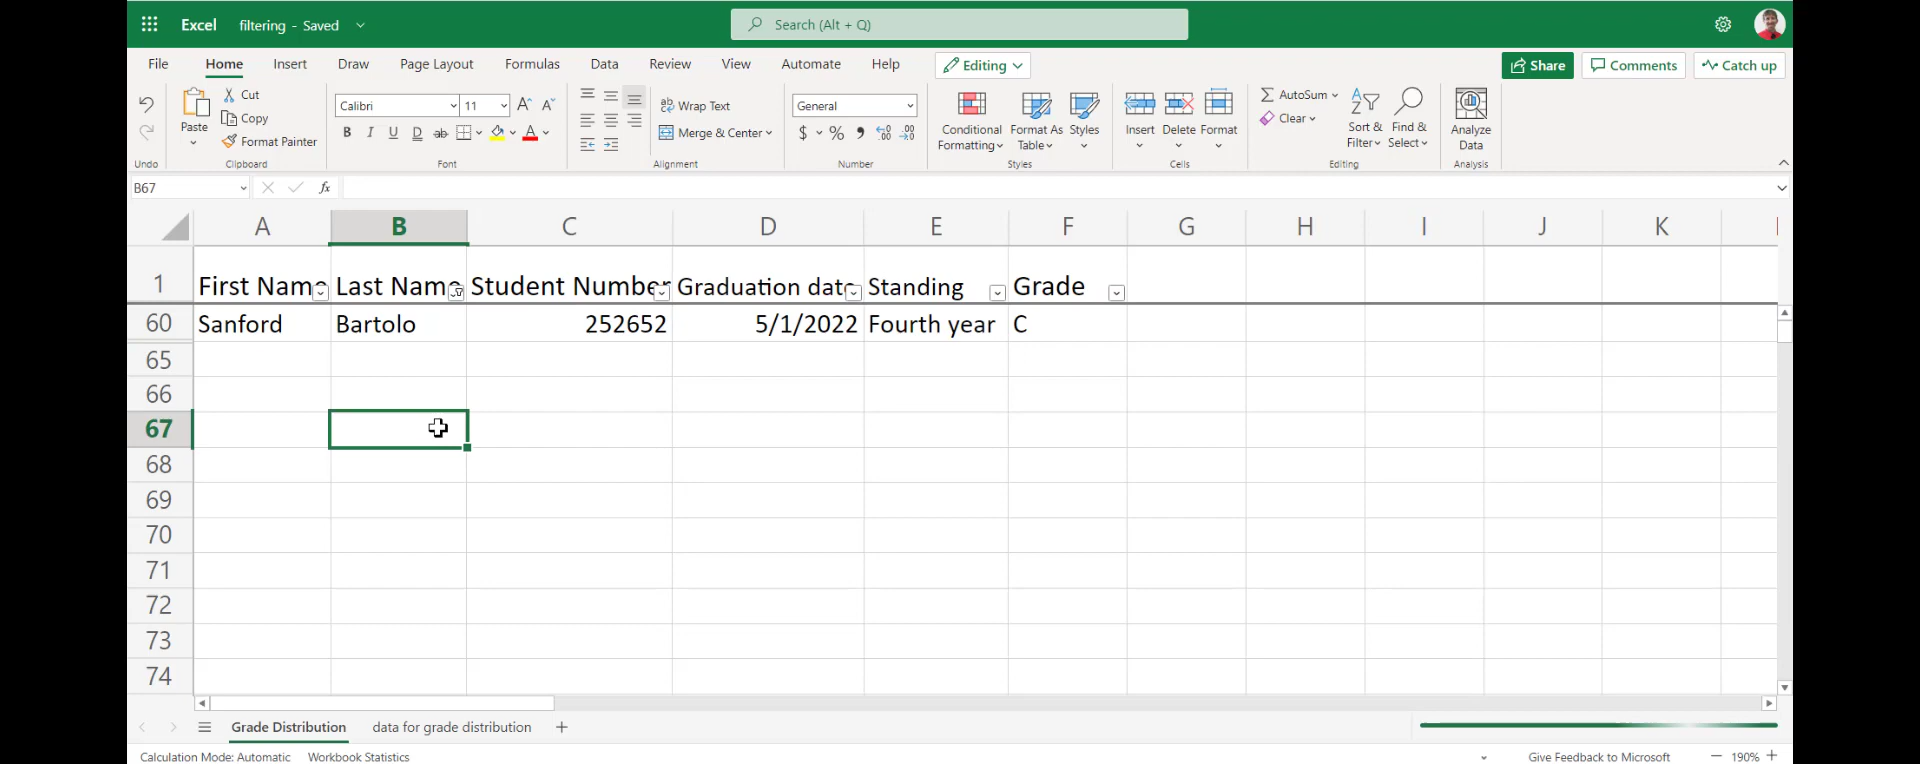 Excel filtering - Saved Search (Alt + Q)
File Home Insert Draw Page Layout Formulas Data Review View Automate Help Editing Share Comments Catch up
Paste Cut Copy Format Painter
Calibri 11
B I U D ab A
Wrap Text
Merge & Center
General
$ % 9 .00
Conditional Formatting Format As Table Styles
Insert Delete Format
AutoSum
Clear
Sort & Filter Find & Select
Analyze Data
Undo Clipboard Font Alignment Number Styles Cells Editing Analysis
B67 fx
A B C D E F G H I J K
1 First Name Last Name Student Number Graduation date Standing Grade
60 Sanford Bartolo 252652 5/1/2022 Fourth year C
65
66
67
68
69
70
71
72
73
74
Grade Distribution data for grade distribution +
Calculation Mode: Automatic Workbook Statistics Give Feedback to Microsoft 190%